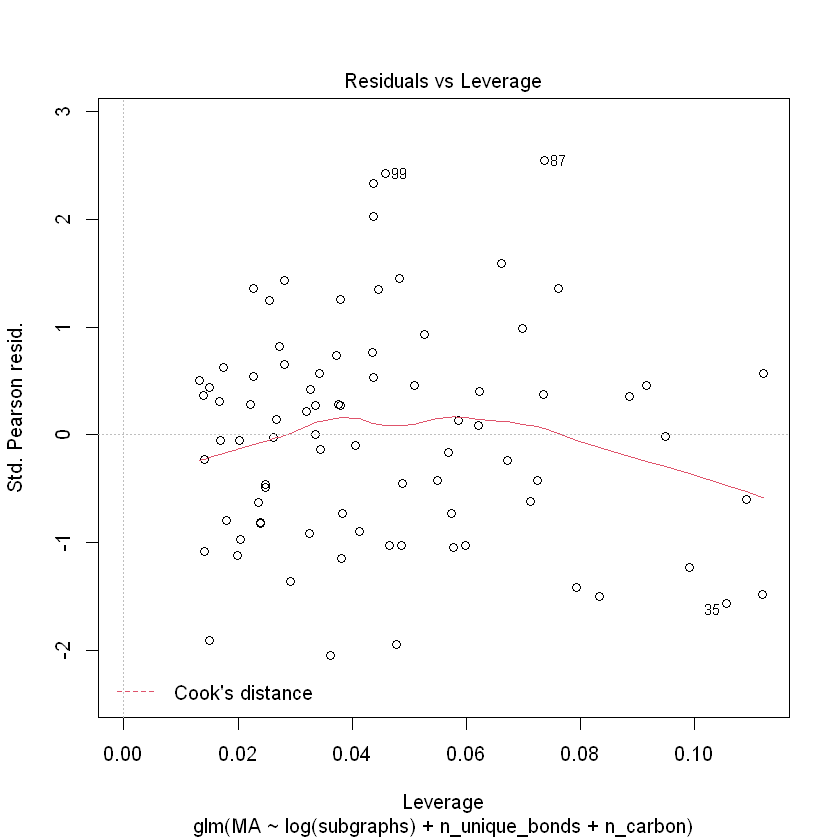 Residuals vs Leverage
3
2
1
0
-1
-2
Std. Pearson resid.
99
87
35
Cook's distance
0.00 0.02 0.04 0.06 0.08 0.10
Leverage
glm(MA ~ log(subgraphs) + n_unique_bonds + n_carbon)